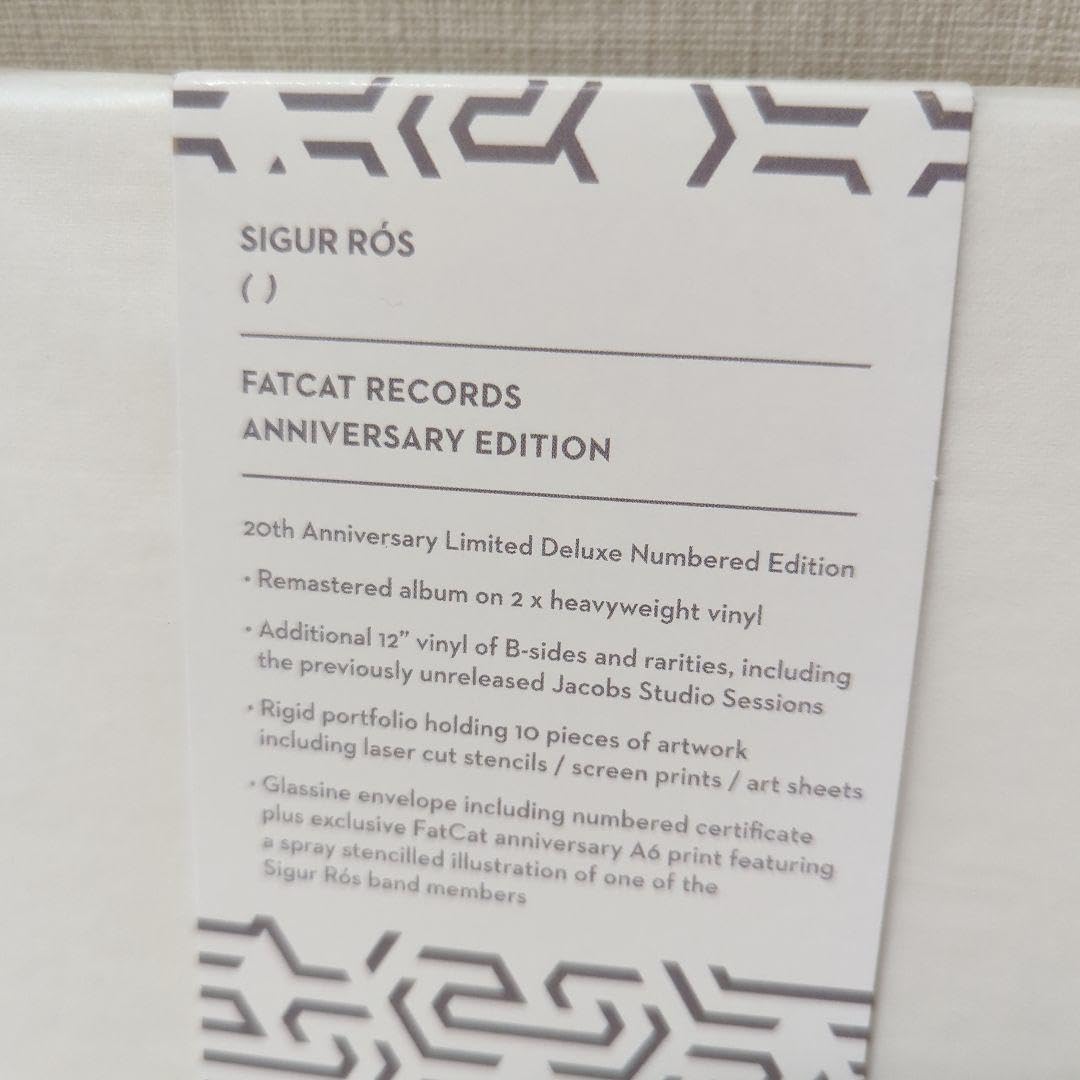 SIGUR RÓS
( )
FATCAT RECORDS
ANNIVERSARY EDITION
20th Anniversary Limited Deluxe Numbered Edition
• Remastered album on 2 x heavyweight vinyl
• Additional 12” vinyl of B-sides and rarities, including
the previously unreleased Jacobs Studio Sessions
• Rigid portfolio holding 10 pieces of artwork
including laser cut stencils / screen prints / art sheets
• Glassine envelope including numbered certificate
plus exclusive FatCat anniversary A6 print featuring
a spray stencilled illustration of one of the
Sigur Rós band members